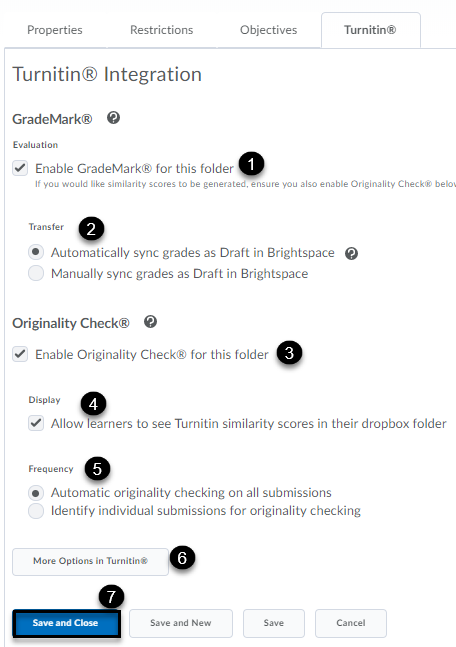 Properties Restrictions Objectives Turnitin®
Turnitin® Integration
GradeMark® ?
Evaluation
Enable GradeMark® for this folder 1
If you would like similarity scores to be generated, ensure you also enable Originality Check® belo
Transfer 2
Automatically sync grades as Draft in Brightspace ?
Manually sync grades as Draft in Brightspace
Originality Check® ?
Enable Originality Check® for this folder 3
Display 4
Allow learners to see Turnitin similarity scores in their dropbox folder
Frequency 5
Automatic originality checking on all submissions
Identify individual submissions for originality checking
More Options in Turnitin® 6
7
Save and Close Save and New Save Cancel